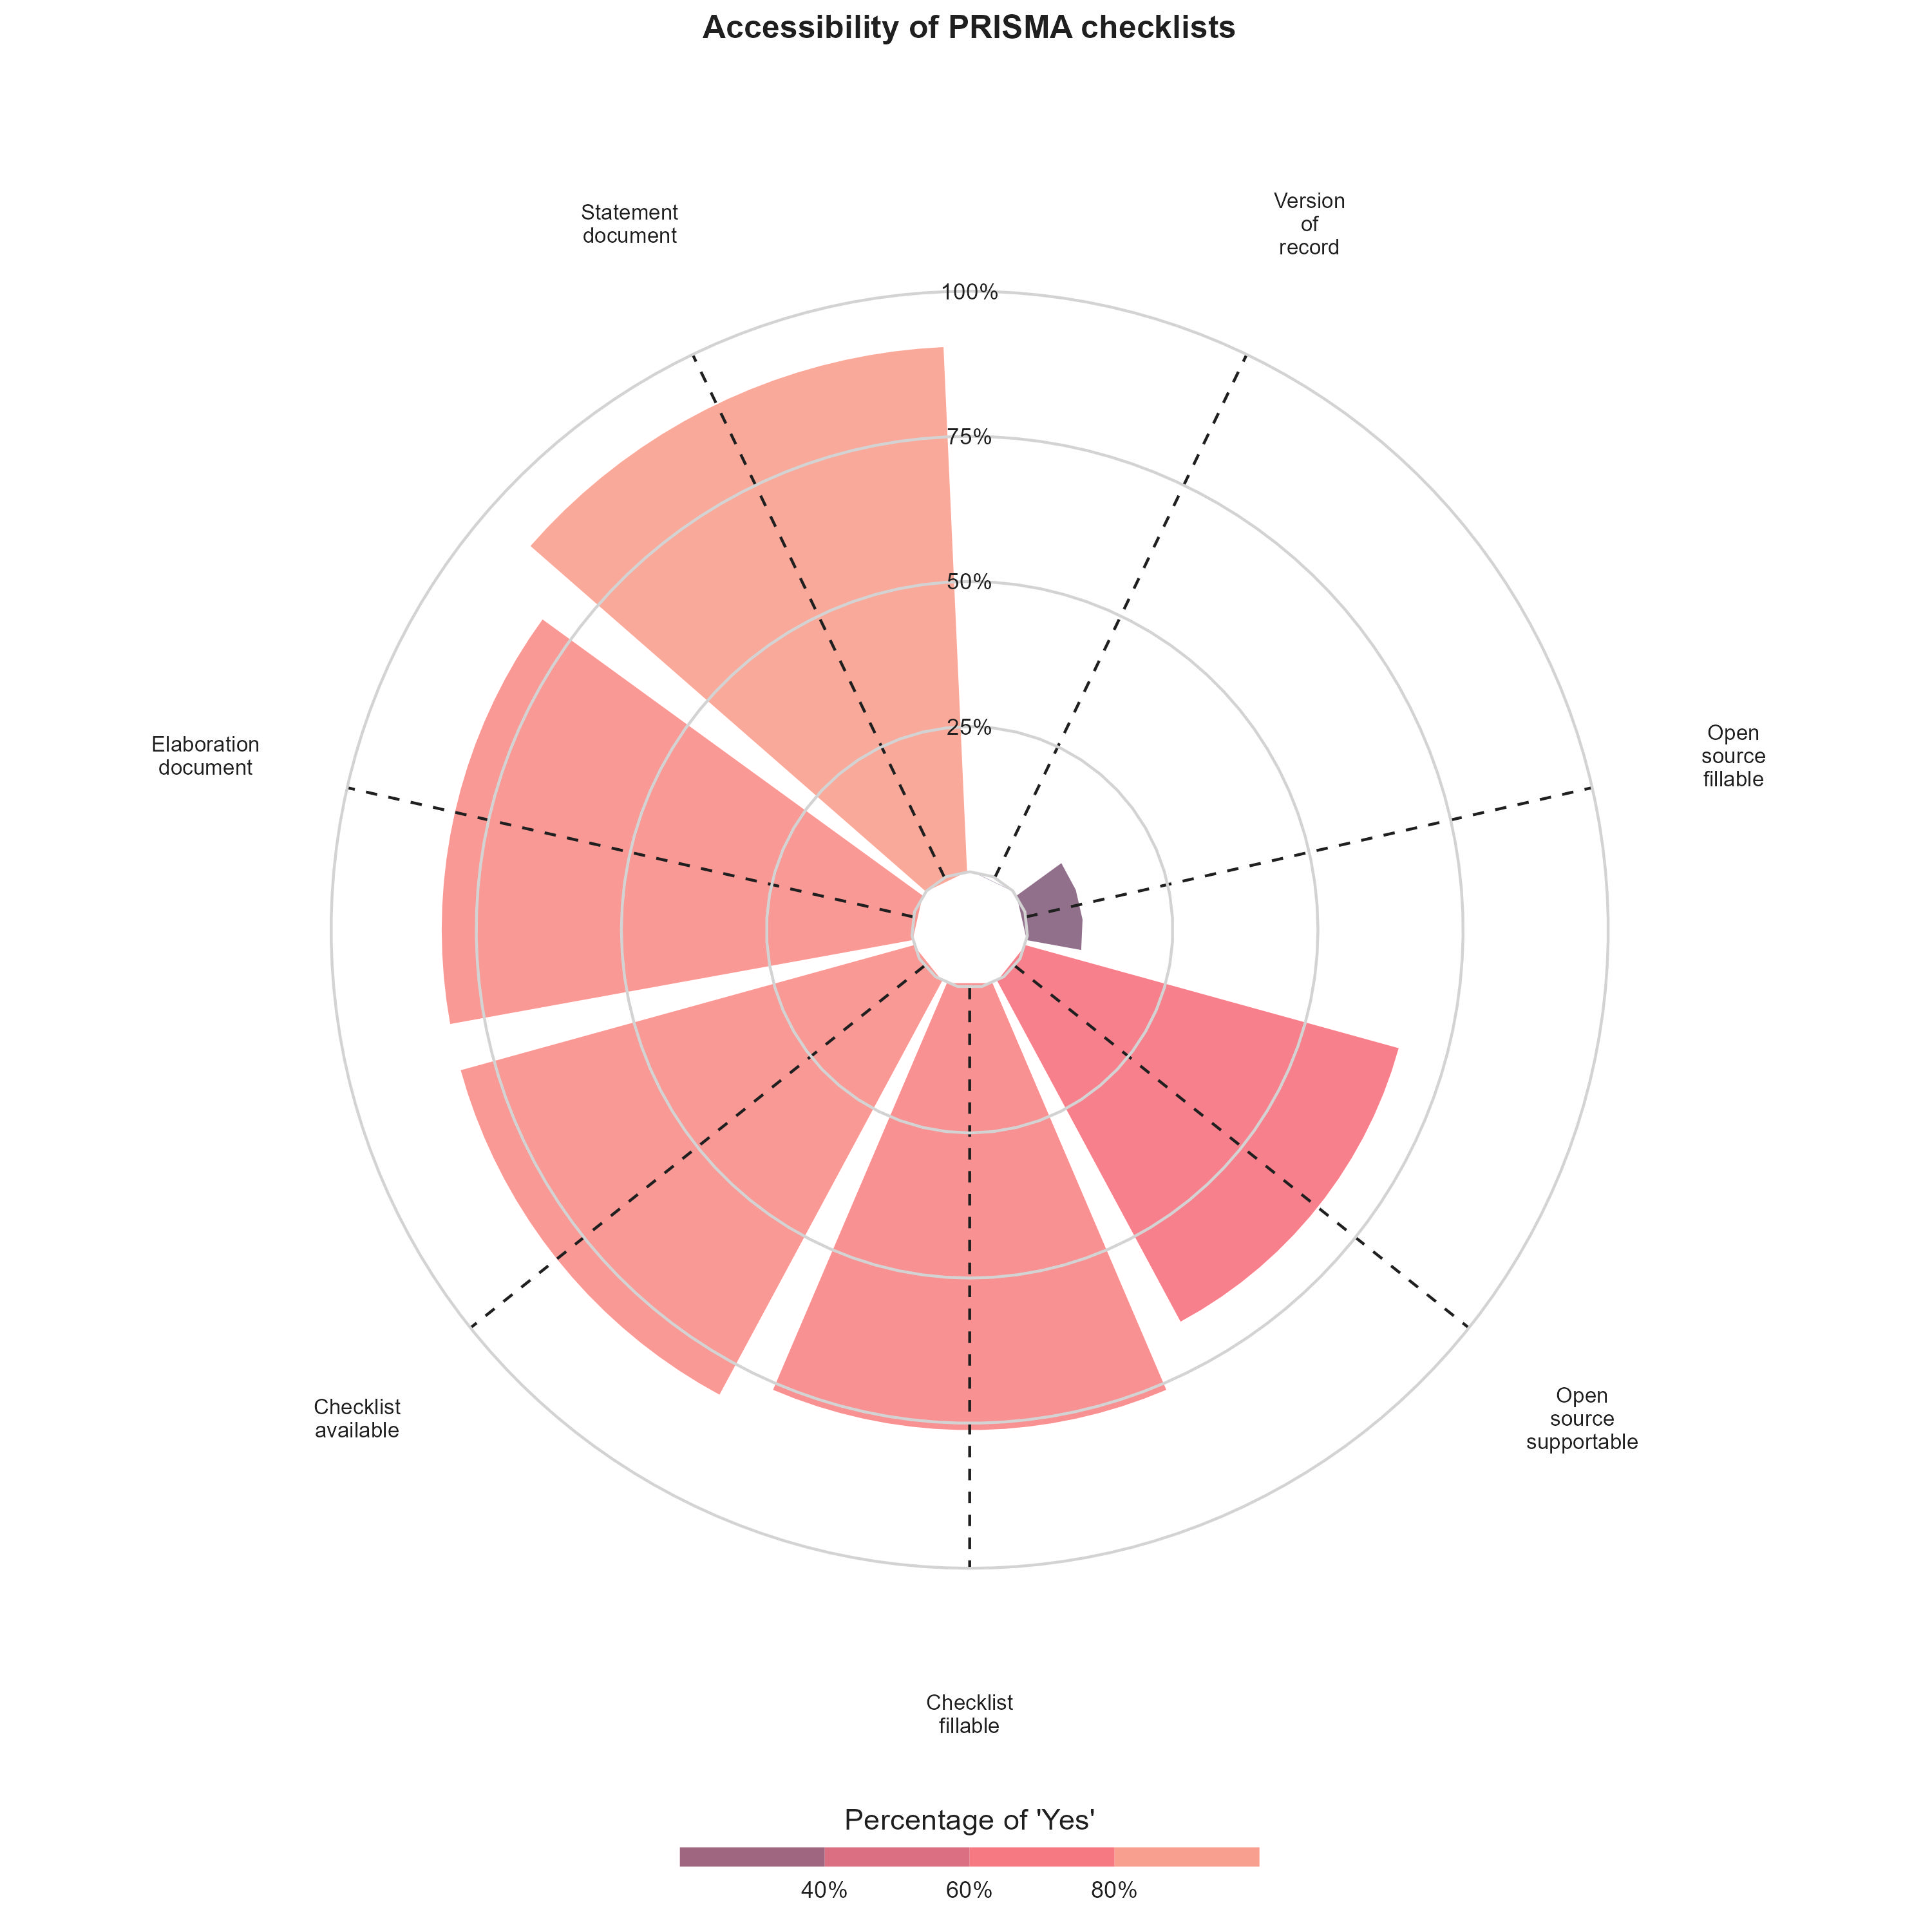 Accessibility of PRISMA checklists
Statement
document
Version
of
record
100%
75%
50%
25%
Elaboration
document
Open
source
fillable
Checklist
available
Open
source
supportable
Checklist
fillable
Percentage of 'Yes'
40% 60% 80%